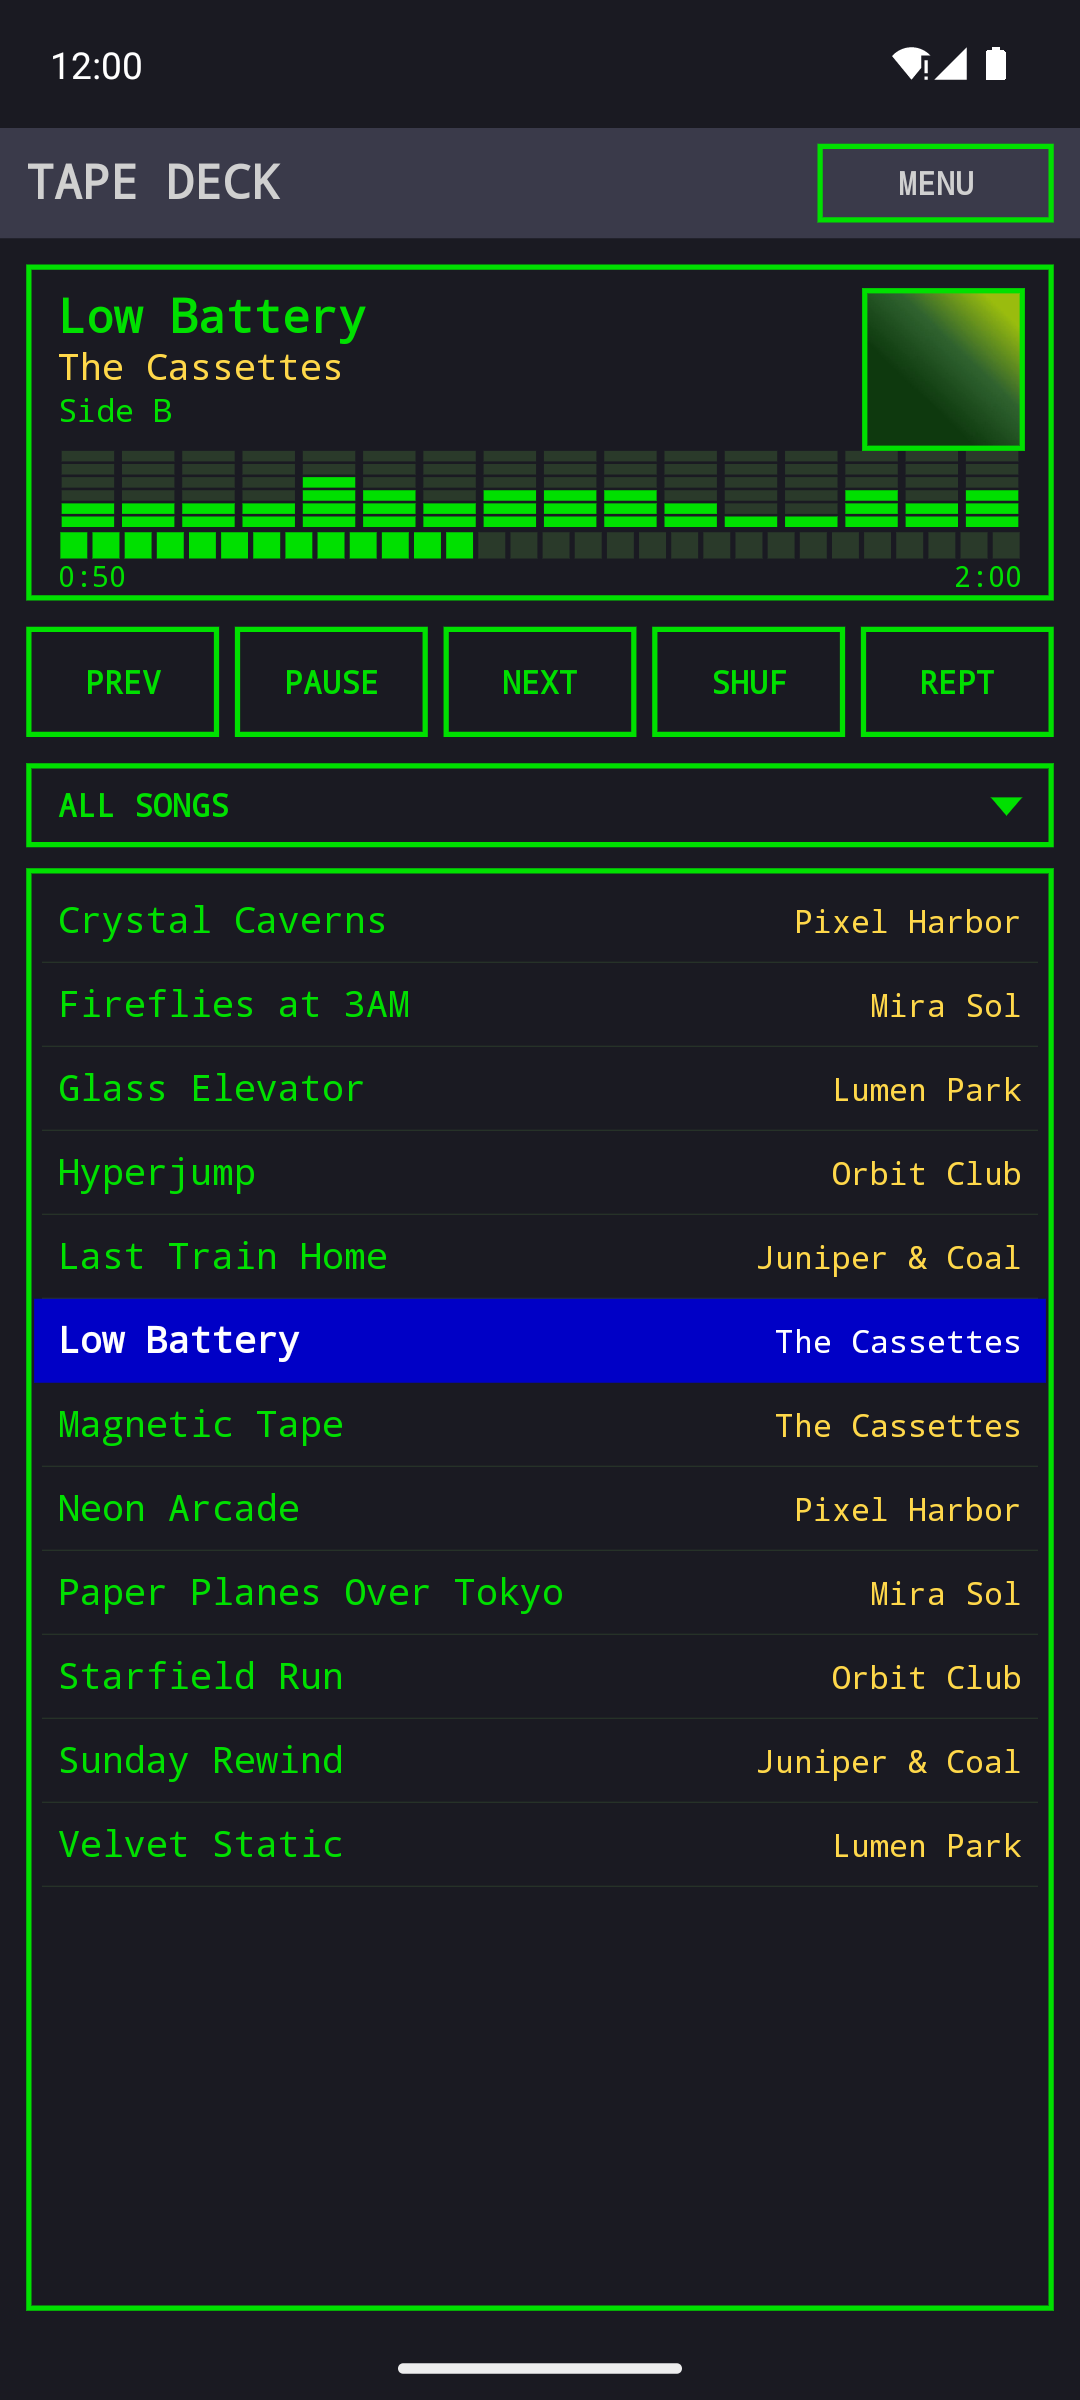 12:00
TAPE DECK
MENU
Low Battery
The Cassettes
Side B
0:50 2:00
PREV PAUSE NEXT SHUF REPT
ALL SONGS
Crystal Caverns Pixel Harbor
Fireflies at 3AM Mira Sol
Glass Elevator Lumen Park
Hyperjump Orbit Club
Last Train Home Juniper & Coal
Low Battery The Cassettes
Magnetic Tape The Cassettes
Neon Arcade Pixel Harbor
Paper Planes Over Tokyo Mira Sol
Starfield Run Orbit Club
Sunday Rewind Juniper & Coal
Velvet Static Lumen Park